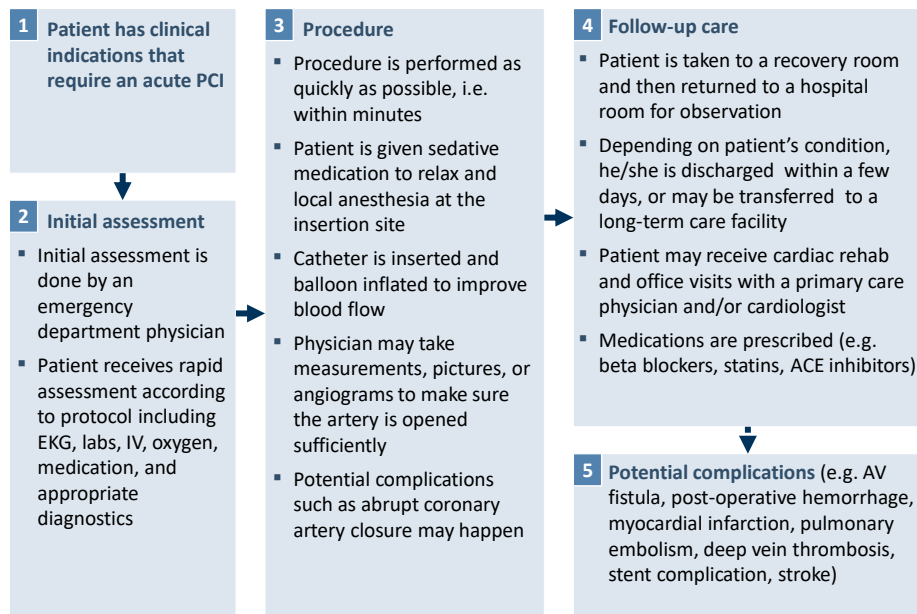 1
Patient has clinical
indications that
require an acute PCI
2
Initial assessment
▪ Initial assessment is
done by an
emergency
department physician
▪ Patient receives rapid
assessment according
to protocol including
EKG, labs, IV, oxygen,
medication, and
appropriate
diagnostics
3
Procedure
▪ Procedure is performed as
quickly as possible, i.e.
within minutes
▪ Patient is given sedative
medication to relax and
local anesthesia at the
insertion site
▪ Catheter is inserted and
balloon inflated to improve
blood flow
▪ Physician may take
measurements, pictures, or
angiograms to make sure
the artery is opened
sufficiently
▪ Potential complications
such as abrupt coronary
artery closure may happen
4
Follow-up care
▪ Patient is taken to a recovery room
and then returned to a hospital
room for observation
▪ Depending on patient’s condition,
he/she is discharged within a few
days, or may be transferred to a
long-term care facility
▪ Patient may receive cardiac rehab
and office visits with a primary care
physician and/or cardiologist
▪ Medications are prescribed (e.g.
beta blockers, statins, ACE inhibitors)
5
Potential complications (e.g. AV
fistula, post-operative hemorrhage,
myocardial infarction, pulmonary
embolism, deep vein thrombosis,
stent complication, stroke)